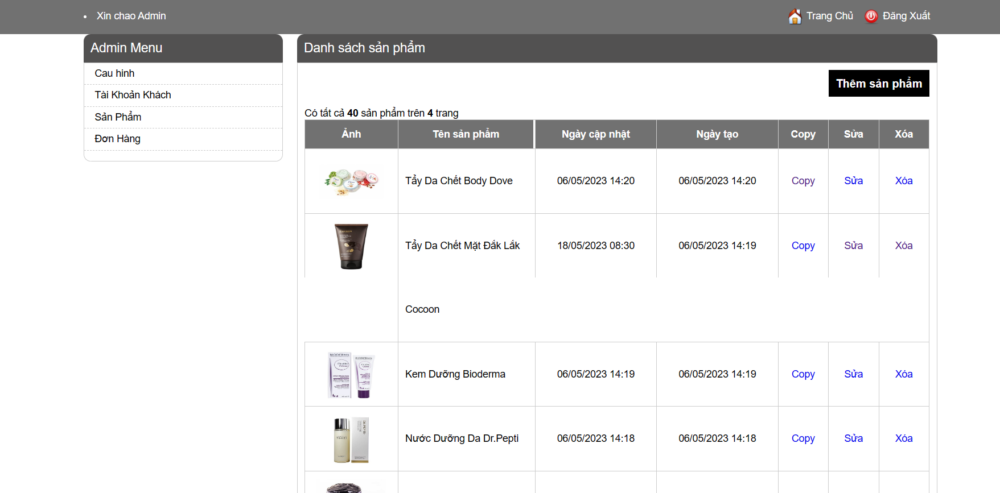 Xin chao Admin
Trang Chủ
Đăng Xuất
Admin Menu
Cau hinh
Tài Khoản Khách
Sản Phẩm
Đơn Hàng
Danh sách sản phẩm
Thêm sản phẩm
Có tất cả 40 sản phẩm trên 4 trang
Ảnh Tên sản phẩm Ngày cập nhật Ngày tạo Copy Sửa Xóa
Tẩy Da Chết Body Dove 06/05/2023 14:20 06/05/2023 14:20 Copy Sửa Xóa
Tẩy Da Chết Mặt Đắk Lắk 18/05/2023 08:30 06/05/2023 14:19 Copy Sửa Xóa
Cocoon
BIODERMA BIODERMA Kem Dưỡng Bioderma 06/05/2023 14:19 06/05/2023 14:19 Copy Sửa Xóa
Nước Dưỡng Da Dr.Pepti 06/05/2023 14:18 06/05/2023 14:18 Copy Sửa Xóa